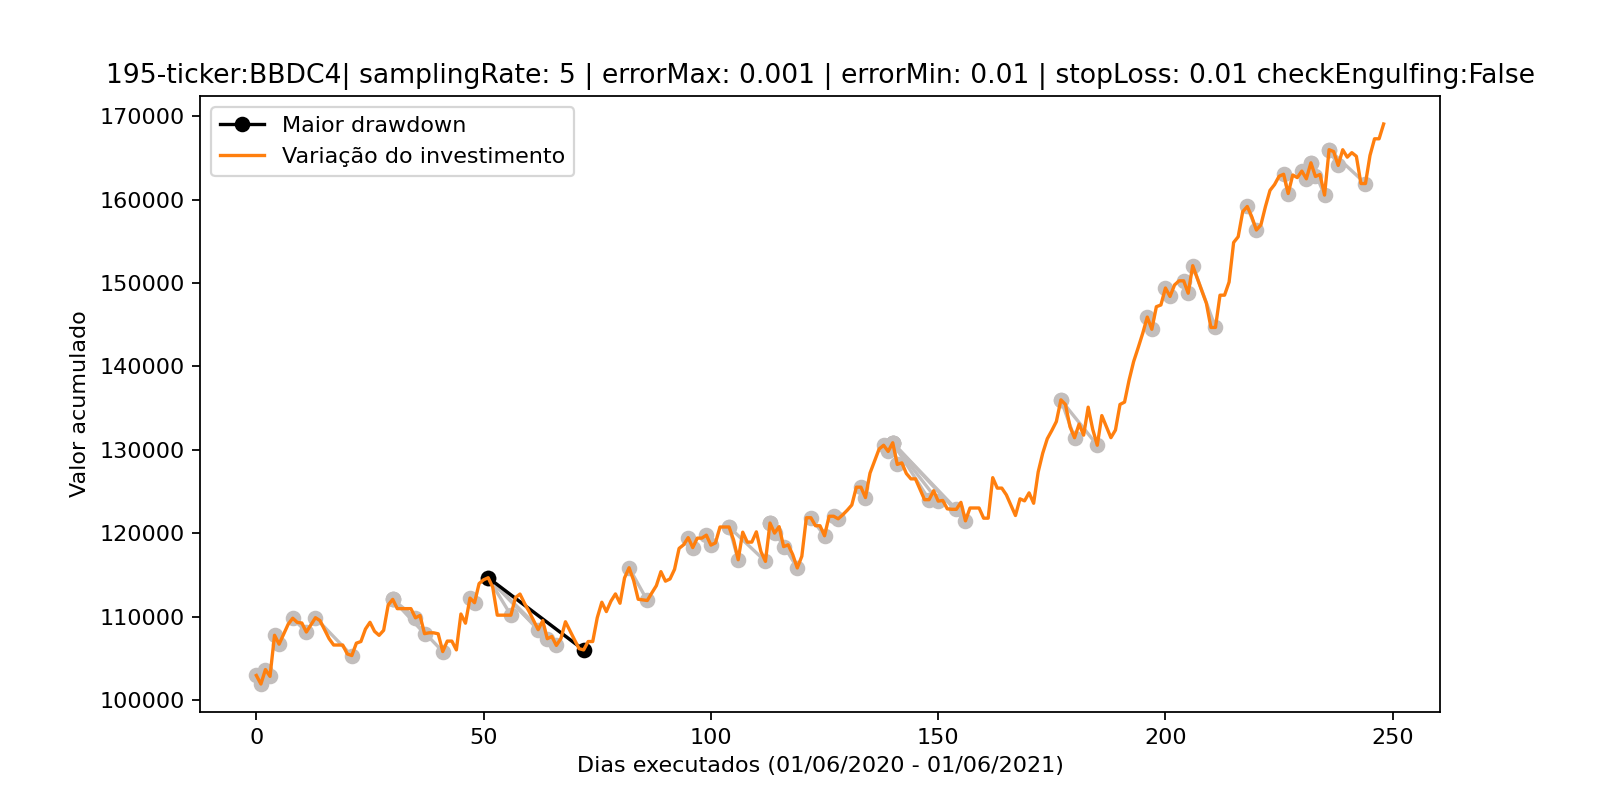 195-ticker:BBDC4| samplingRate: 5 | errorMax: 0.001 | errorMin: 0.01 | stopLoss: 0.01 checkEngulfing:False
Maior drawdown
Variação do investimento
Valor acumulado
170000
160000
150000
140000
130000
120000
110000
100000
0 50 100 150 200 250
Dias executados (01/06/2020 - 01/06/2021)